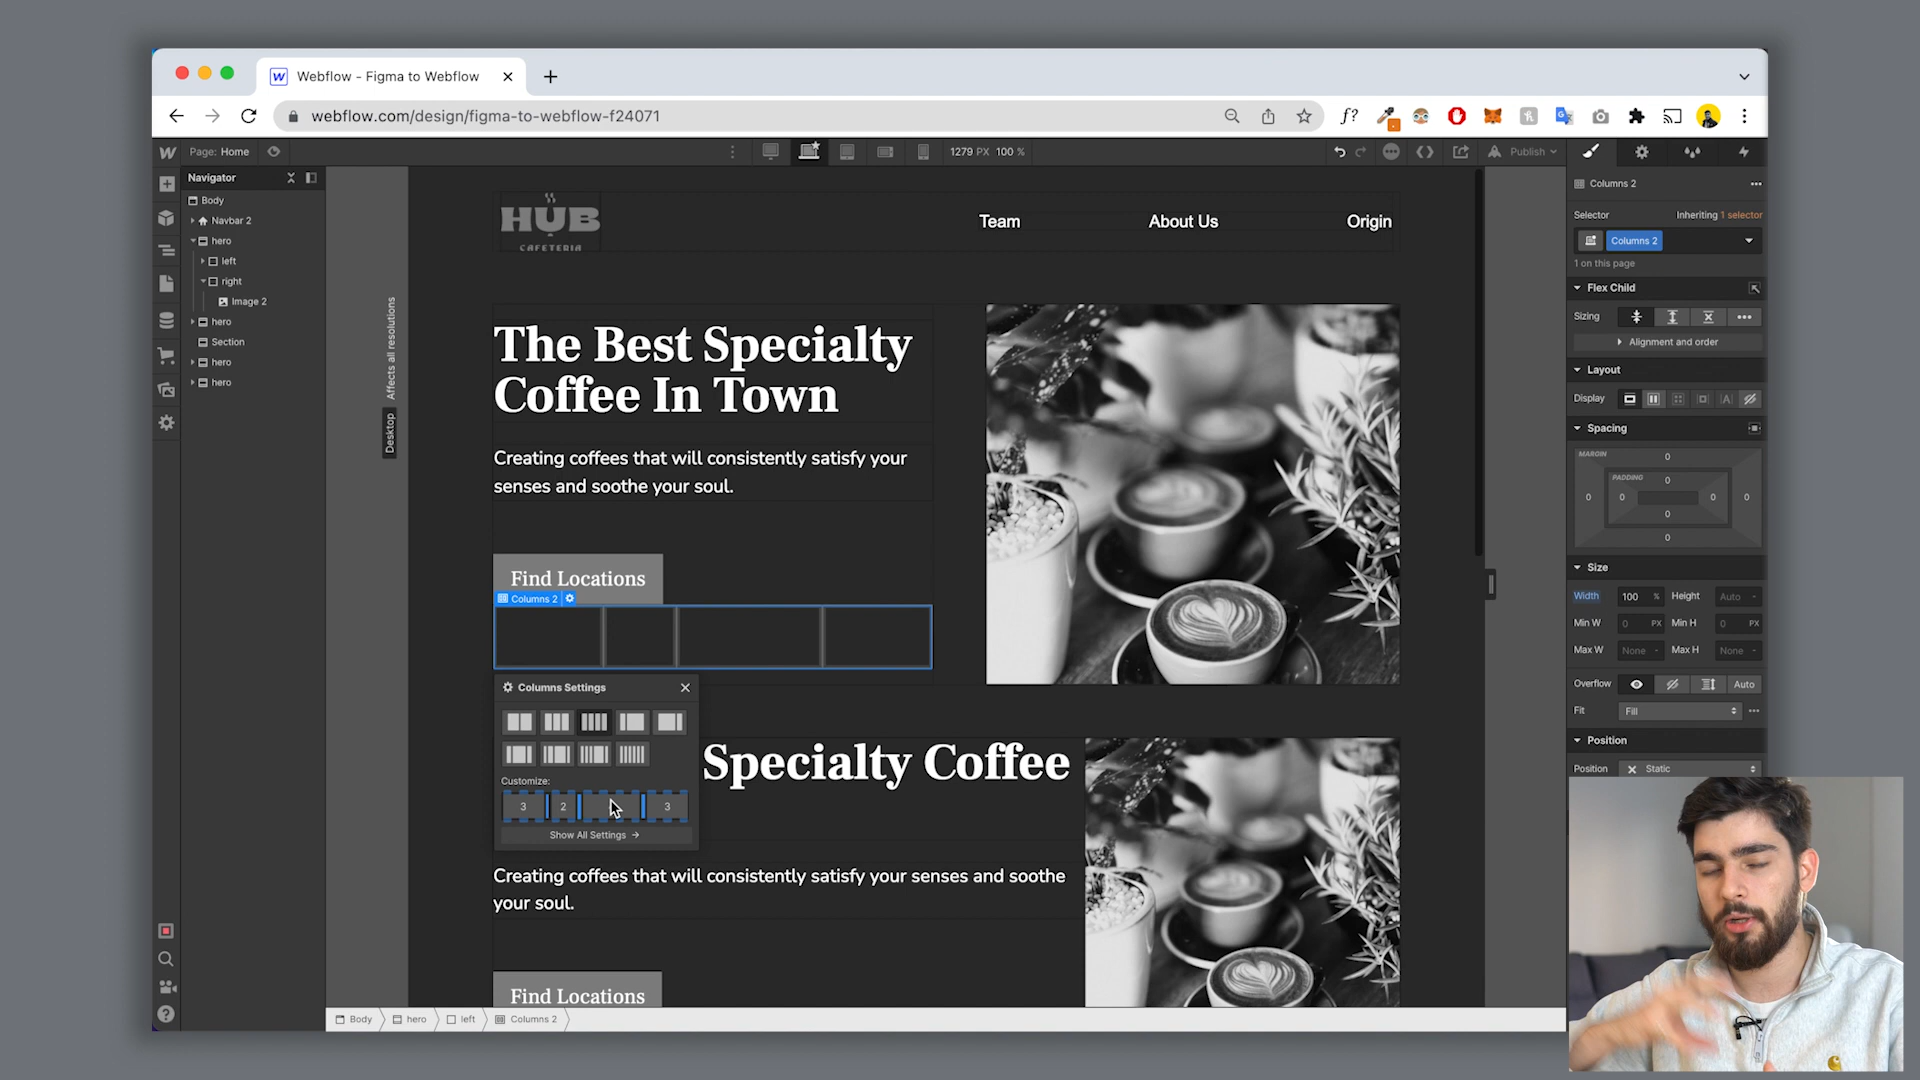 Webflow - Figma to Webflow
webflow.com/design/figma-to-webflow-f24071
f?
Page: Home
1279 PX 100 %
Publish
Navigator
Body
Navbar 2
hero
left
right
Image 2
hero
Section
hero
hero
Affects all resolutions
Desktop
HUB
CAFETERIA
Team
About Us
Origin
The Best Specialty
Coffee In Town
Creating coffees that will consistently satisfy your
senses and soothe your soul.
Find Locations
Columns 2
Columns Settings
Customize:
3 2 3
Show All Settings
Specialty Coffee
Creating coffees that will consistently satisfy your senses and soothe
your soul.
Find Locations
Body hero left Columns 2
Columns 2
Selector Inheriting 1 selector
Columns 2
1 on this page
Flex Child
Sizing
Alignment and order
Layout
Display
Spacing
MARGIN
0
PADDING
0
0 0 0 0
0
0
Size
Width 100 % Height Auto -
Min W 0 PX Min H 0 PX
Max W None - Max H None -
Overflow Auto
Fit Fill
Position
Position Static